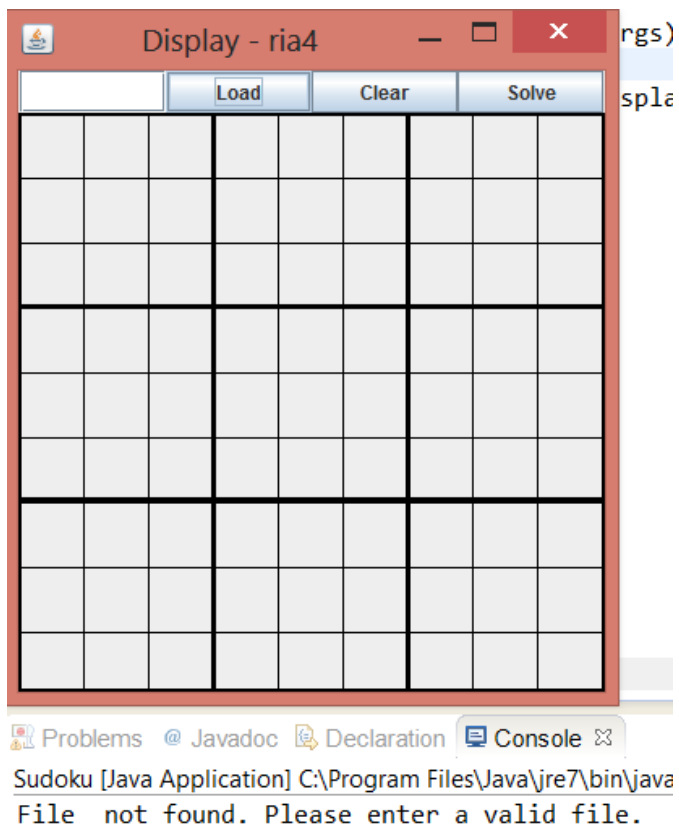 Display - ria4
rgs)
Load Clear Solve
spla
Problems @ Javadoc Declaration Console
Sudoku [Java Application] C:\Program Files\Java\jre7\bin\java
File  not found. Please enter a valid file.